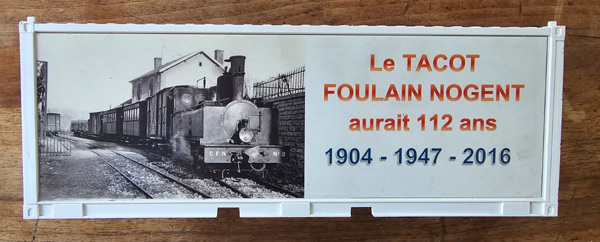 Le TACOT
FOULAIN NOGENT
aurait 112 ans
1904 - 1947 - 2016